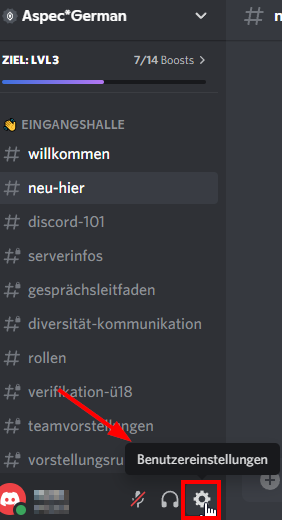 Aspec*German
ZIEL: LVL3 7/14 Boosts >
EINGANGSHALLE
# willkommen
# neu-hier
# discord-101
# serverinfos
# gesprächsleitfaden
# diversität-kommunikation
# rollen
# verifikation-ü18
# teamvorstellungen
# vorstellungsru
Benutzereinstellungen